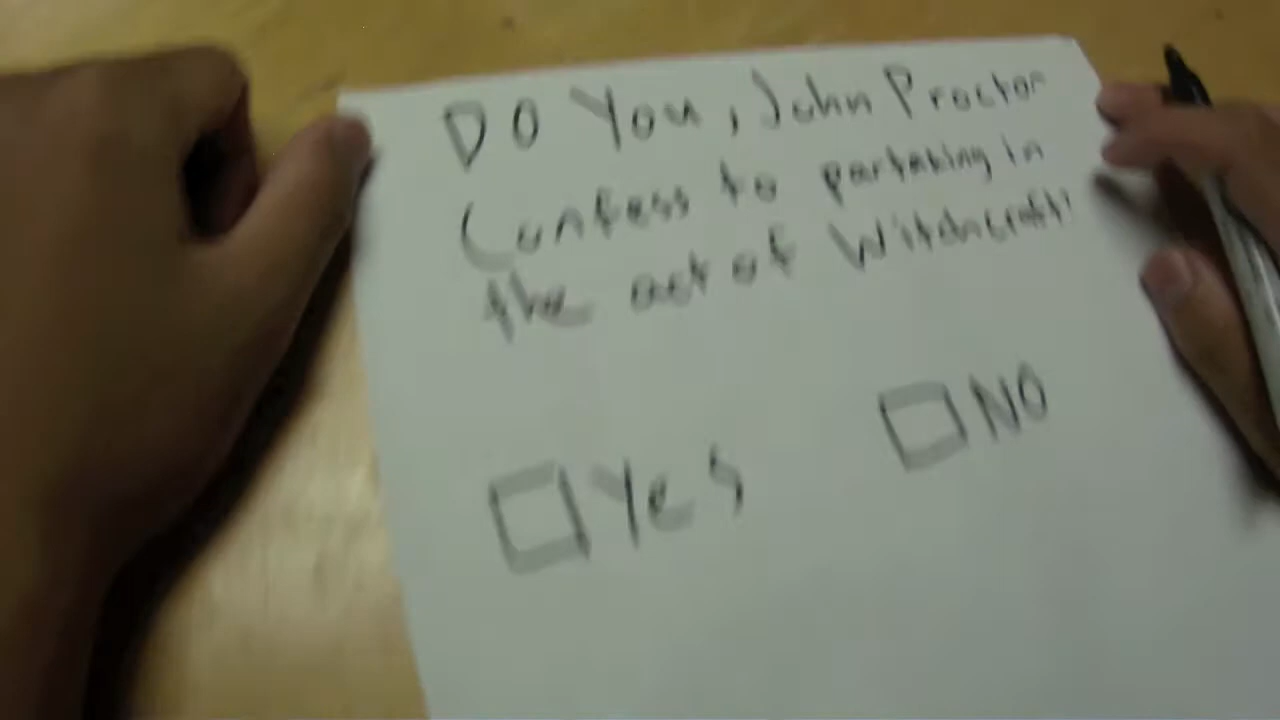 DO You, John Proctor
Confess to partaking in
the act of Witchcraft?
NO
Yes